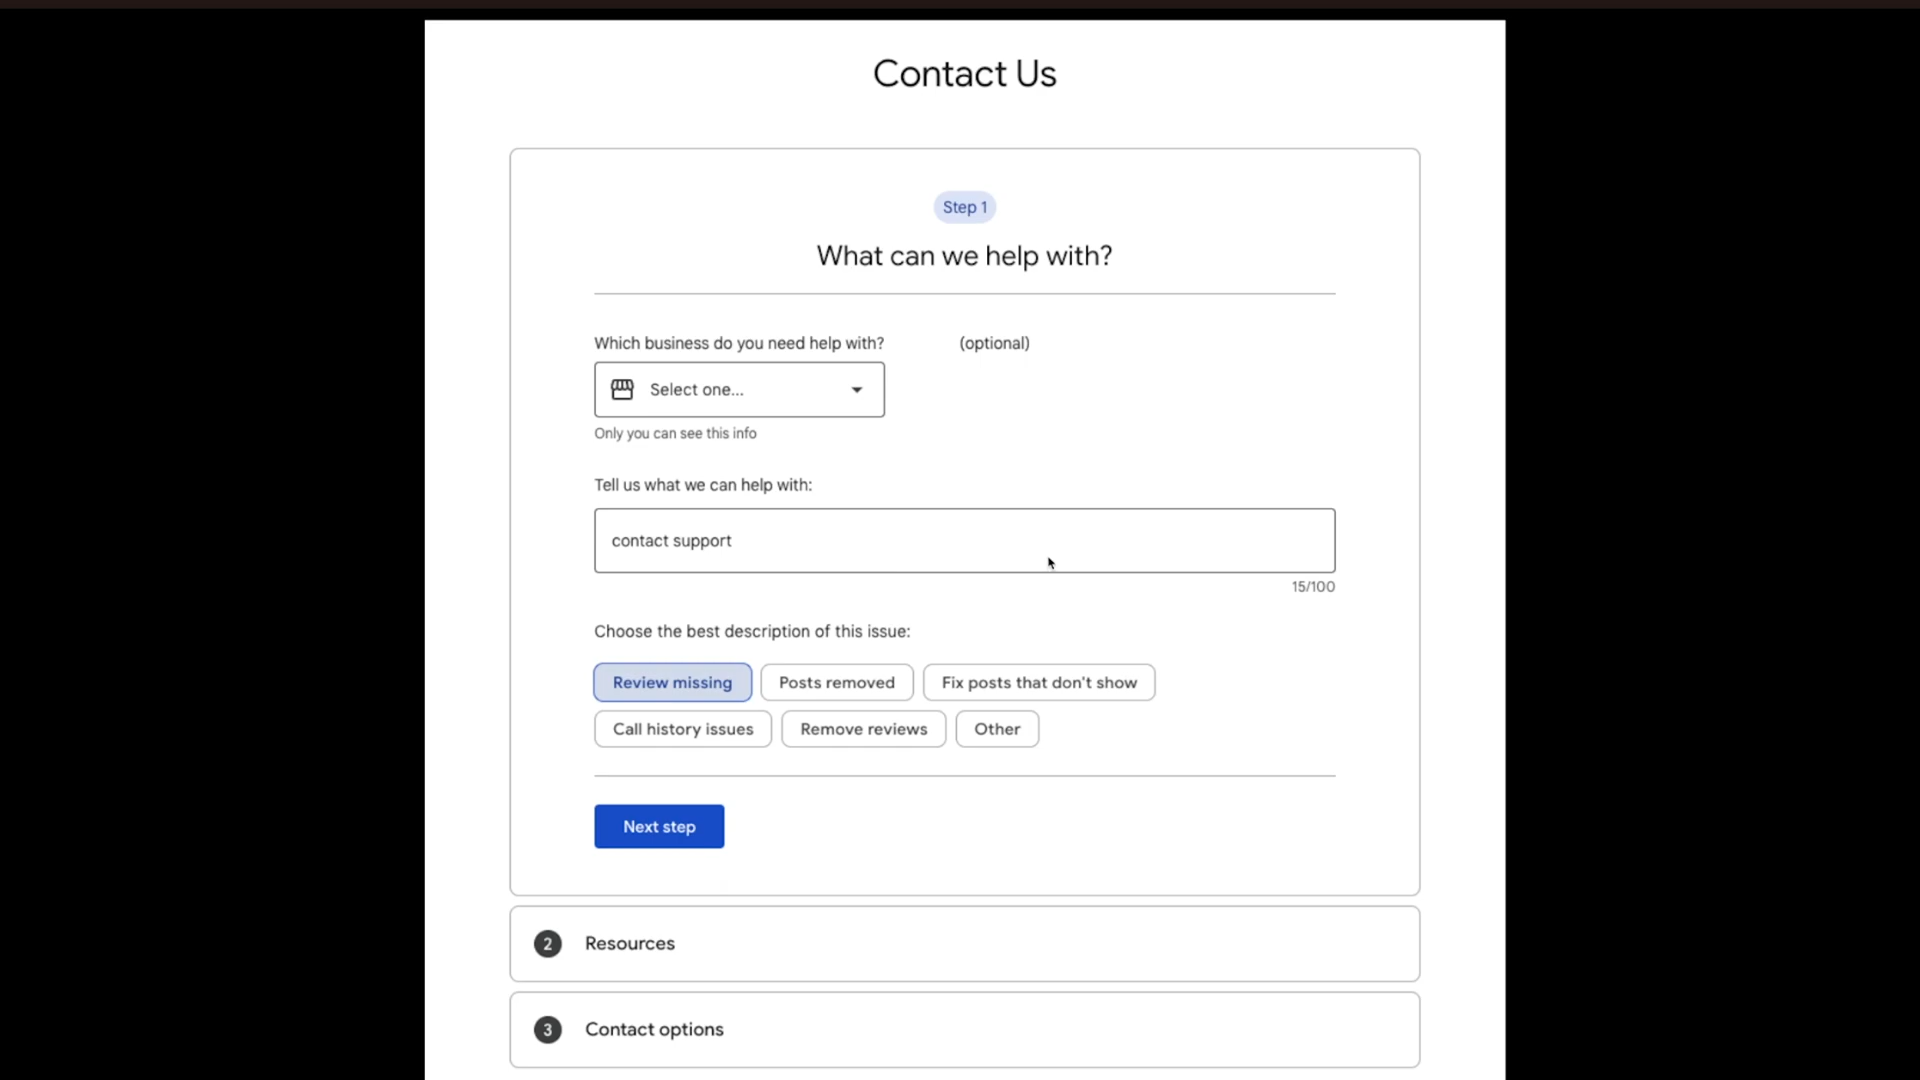 Contact Us
Step 1
What can we help with?
Which business do you need help with? (optional)
Select one...
Only you can see this info
Tell us what we can help with:
contact support
15/100
Choose the best description of this issue:
Review missing Posts removed Fix posts that don't show
Call history issues Remove reviews Other
Next step
2 Resources
3 Contact options